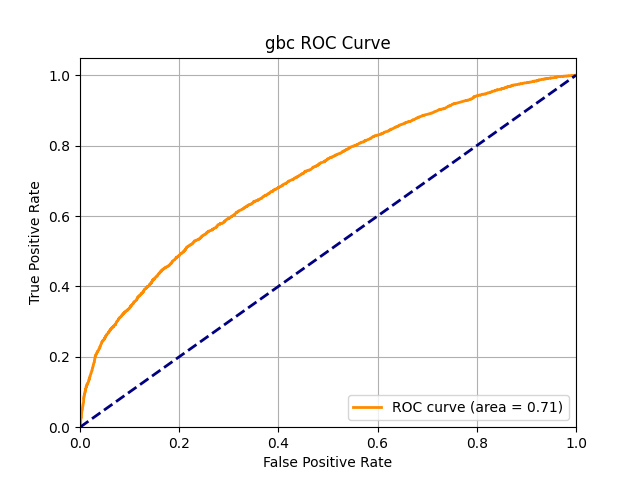 gbc ROC Curve
True Positive Rate
1.0
0.8
0.6
0.4
0.2
0.0
ROC curve (area = 0.71)
0.0 0.2 0.4 0.6 0.8 1.0
False Positive Rate